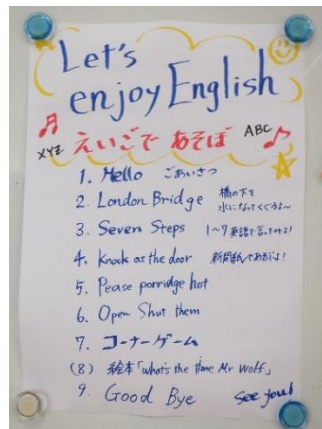 Let's
enjoy English
えいごで あそぼ
ABC
XYZ
1. Hello ごあいさつ
2. London Bridge 橋の下を
水になってくぐるよ〜
3. Seven Steps 1〜7 英語で言ってみよう!
4. Knock at the door 新聞紙であそぶよ!
5. Pease porridge hot
6. Open Shut them
7. コーナーゲーム
(8) 絵本「what's the time Mr Wolf」
9. Good Bye
See you!